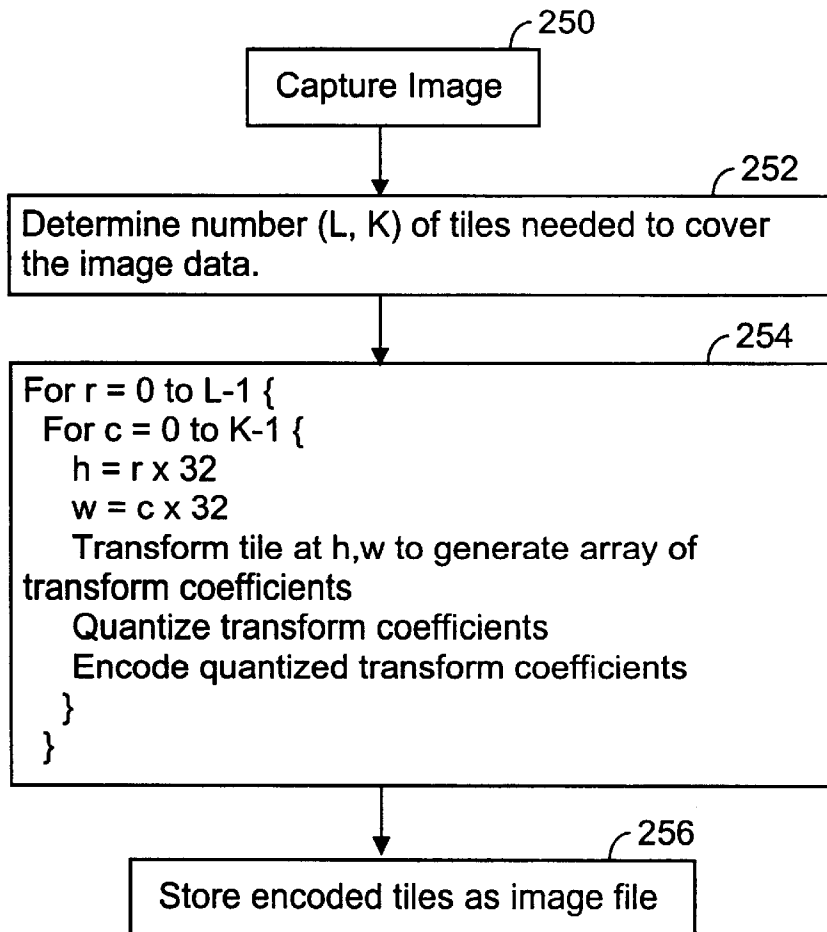 250
Capture Image
252
Determine number (L, K) of tiles needed to cover
the image data.
254
For r = 0 to L-1 {
For c = 0 to K-1 {
h = r x 32
w = c x 32
Transform tile at h,w to generate array of
transform coefficients
Quantize transform coefficients
Encode quantized transform coefficients
}
}
256
Store encoded tiles as image file